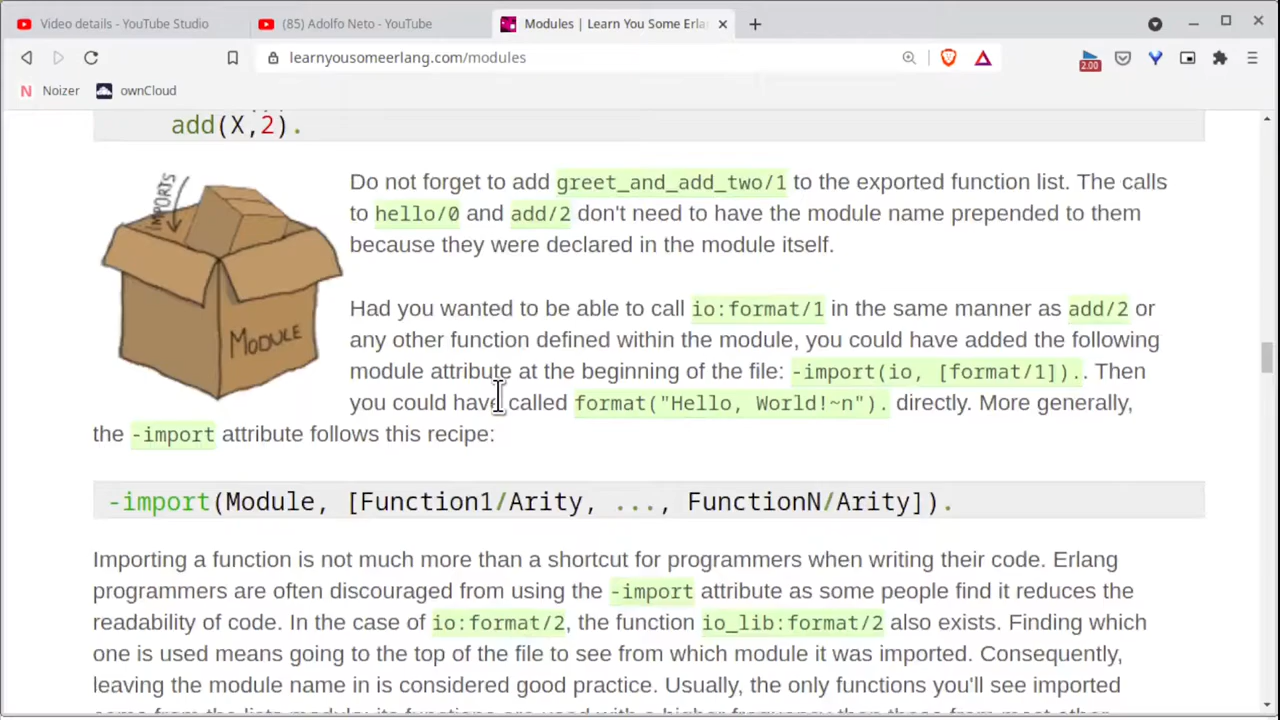 Video details - YouTube Studio
(85) Adolfo Neto - YouTube
Modules | Learn You Some Erla
learnyousomeerlang.com/modules
2.00
N Noizer
ownCloud
add(X,2).
IMPORTS
MODULE
Do not forget to add greet_and_add_two/1 to the exported function list. The calls
to hello/0 and add/2 don't need to have the module name prepended to them
because they were declared in the module itself.
Had you wanted to be able to call io:format/1 in the same manner as add/2 or
any other function defined within the module, you could have added the following
module attribute at the beginning of the file: -import(io, [format/1]).. Then
you could have called format("Hello, World!~n"). directly. More generally,
the -import attribute follows this recipe:
-import(Module, [Function1/Arity, ..., FunctionN/Arity]).
Importing a function is not much more than a shortcut for programmers when writing their code. Erlang
programmers are often discouraged from using the -import attribute as some people find it reduces the
readability of code. In the case of io:format/2, the function io_lib:format/2 also exists. Finding which
one is used means going to the top of the file to see from which module it was imported. Consequently,
leaving the module name in is considered good practice. Usually, the only functions you'll see imported